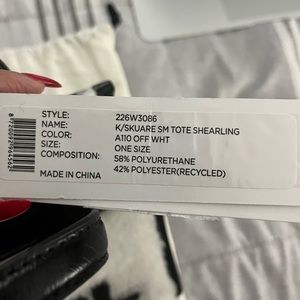 STYLE: 226W3086
NAME: K/SKUARE SM TOTE SHEARLING
COLOR: A110 OFF WHT
SIZE: ONE SIZE
COMPOSITION: 58% POLYURETHANE
MADE IN CHINA 42% POLYESTER(RECYCLED)